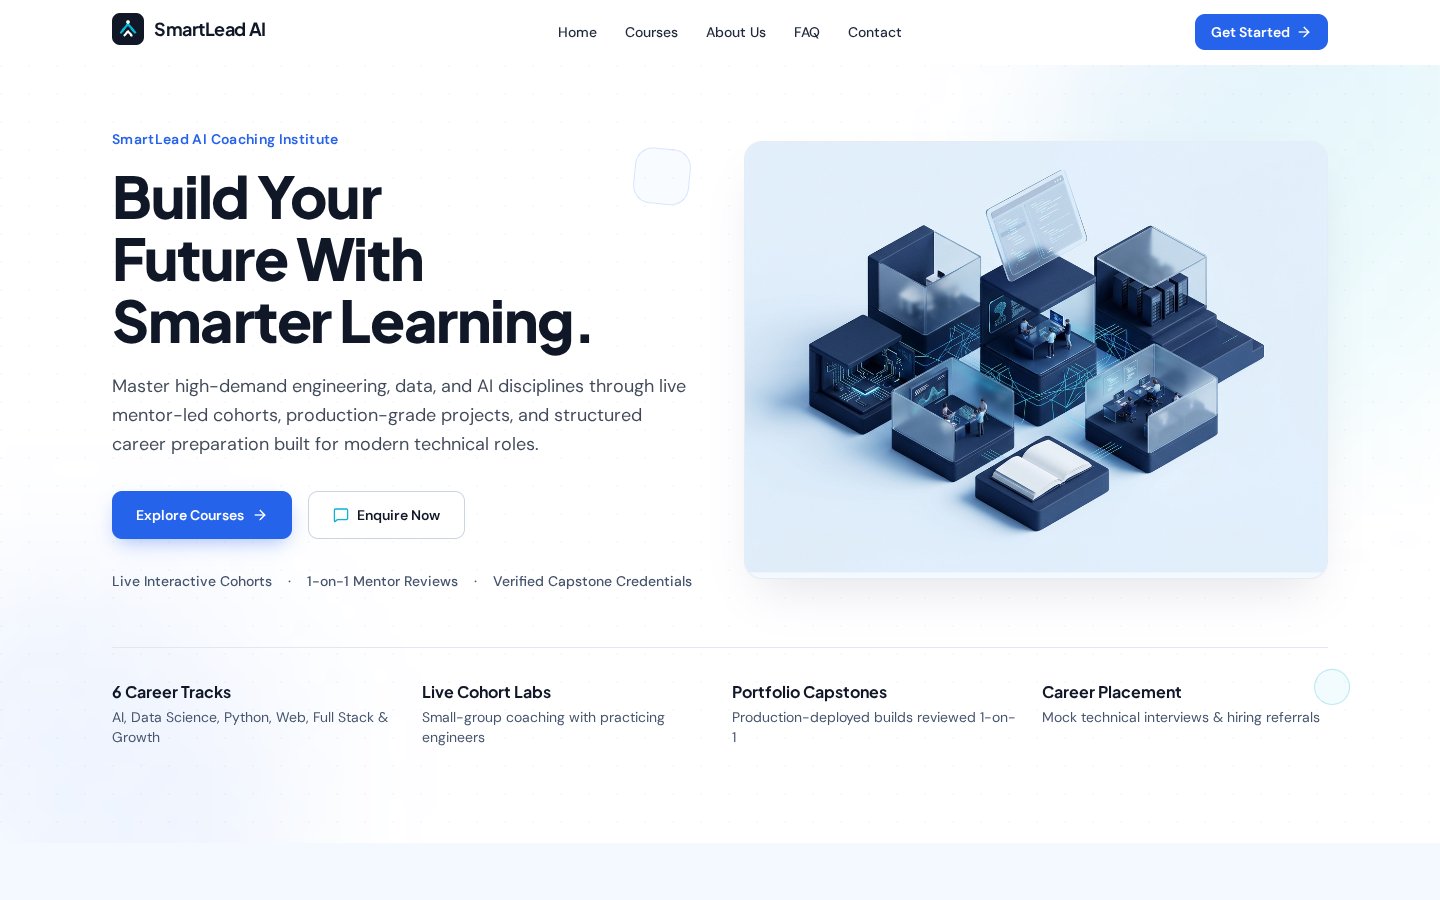 SmartLead AI
Home
Courses
About Us
FAQ
Contact
Get Started
SmartLead AI Coaching Institute
Build Your
Future With
Smarter Learning.
Master high-demand engineering, data, and AI disciplines through live
mentor-led cohorts, production-grade projects, and structured
career preparation built for modern technical roles.
Explore Courses
Enquire Now
Live Interactive Cohorts · 1-on-1 Mentor Reviews · Verified Capstone Credentials
6 Career Tracks
AI, Data Science, Python, Web, Full Stack &
Growth
Live Cohort Labs
Small-group coaching with practicing
engineers
Portfolio Capstones
Production-deployed builds reviewed 1-on-
1
Career Placement
Mock technical interviews & hiring referrals